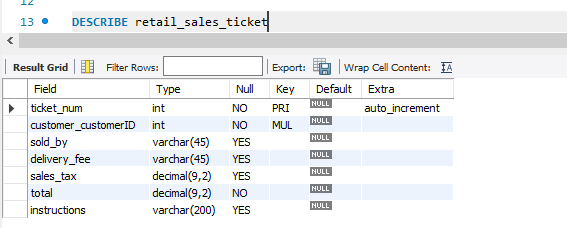 13 DESCRIBE retail_sales_ticket
Result Grid Filter Rows: Export: Wrap Cell Content: IA
Field Type Null Key Default Extra
ticket_num int NO PRI NULL auto_increment
customer_customerID int NO MUL NULL
sold_by varchar(45) YES NULL
delivery_fee varchar(45) YES NULL
sales_tax decimal(9,2) YES NULL
total decimal(9,2) NO NULL
instructions varchar(200) YES NULL